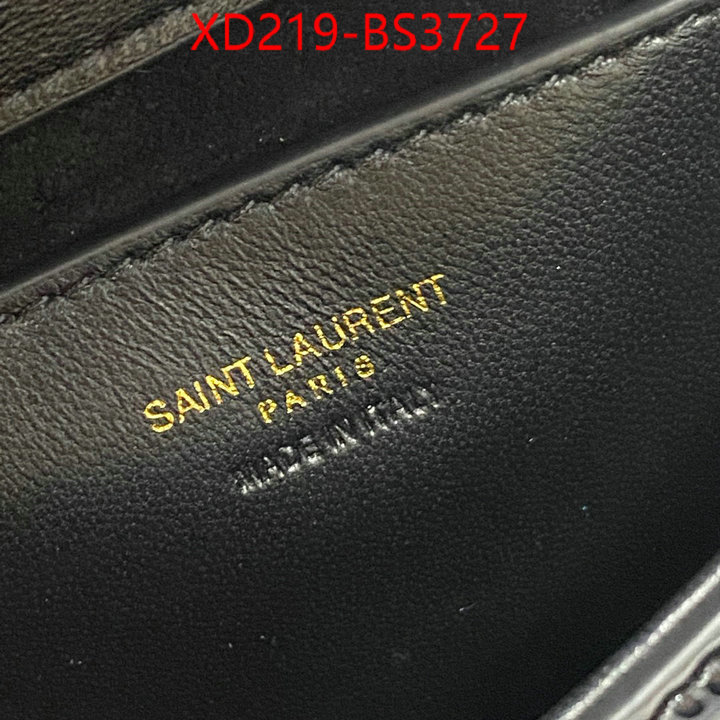 XD219-BS3727
SAINT LAURENT
PARIS
MADE IN ITALY